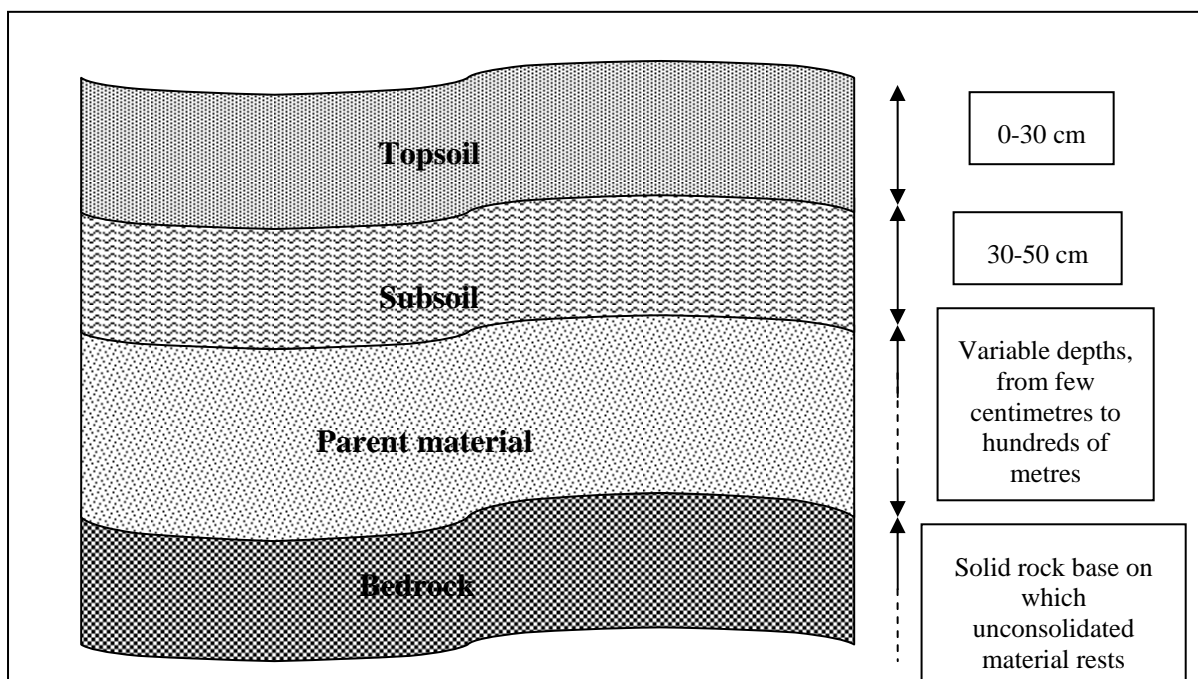 Topsoil
0-30 cm
Subsoil
30-50 cm
Parent material
Variable depths,
from few
centimetres to
hundreds of
metres
Bedrock
Solid rock base on
which
unconsolidated
material rests